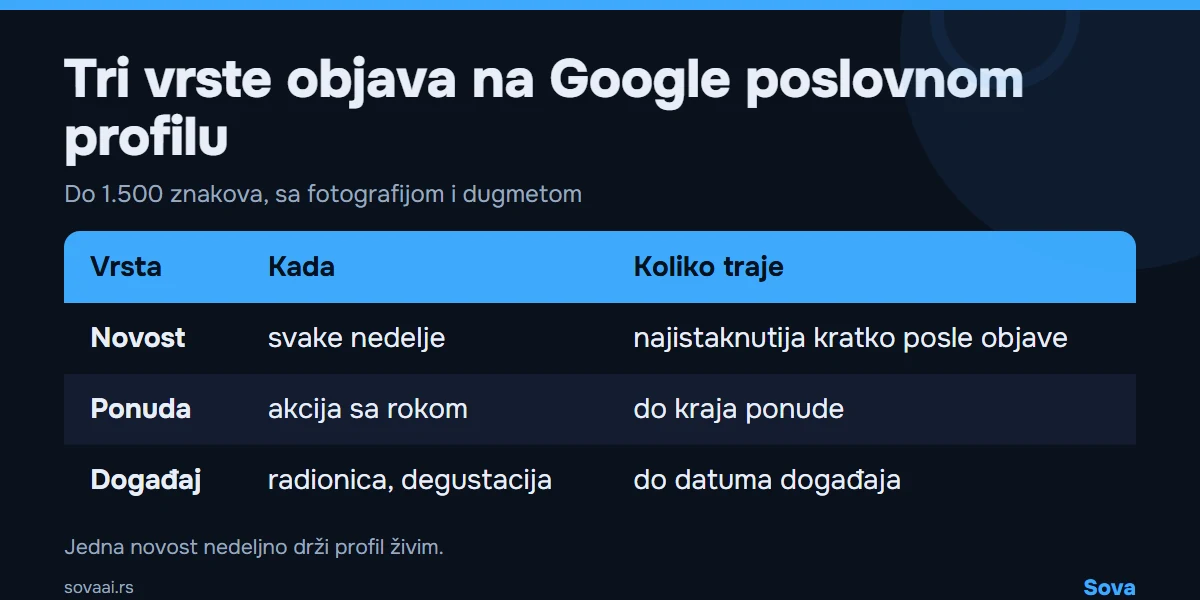 Tri vrste objava na Google poslovnom
profilu
Do 1.500 znakova, sa fotografijom i dugmetom
Vrsta Kada Koliko traje
Novost svake nedelje najistaknutija kratko posle objave
Ponuda akcija sa rokom do kraja ponude
Događaj radionica, degustacija do datuma događaja
Jedna novost nedeljno drži profil živim.
sovaai.rs Sova